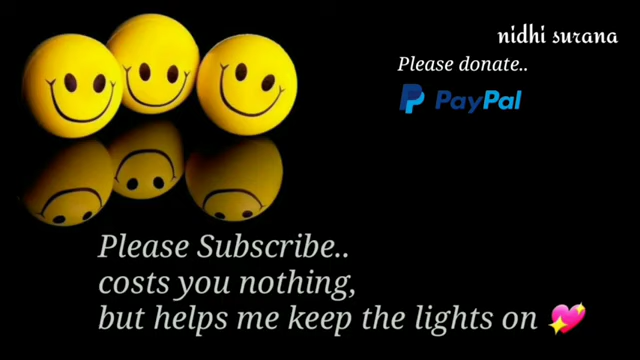 nidhi surana
Please donate..
PayPal
Please Subscribe..
costs you nothing,
but helps me keep the lights on 💖